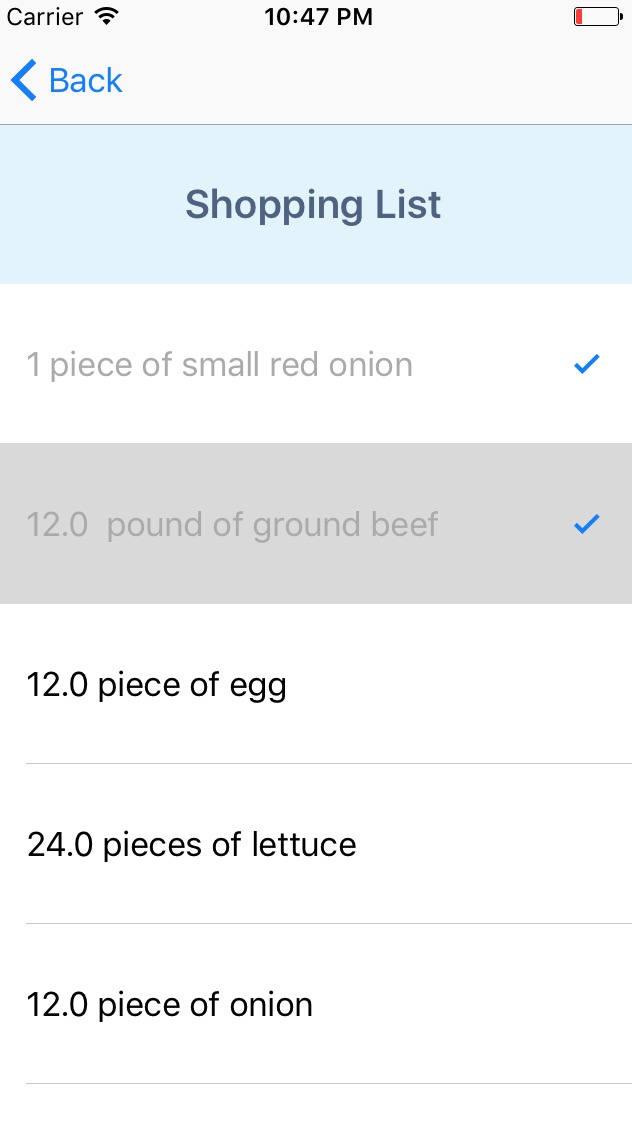 Carrier 10:47 PM
Back
Shopping List
1 piece of small red onion
12.0  pound of ground beef
12.0 piece of egg
24.0 pieces of lettuce
12.0 piece of onion